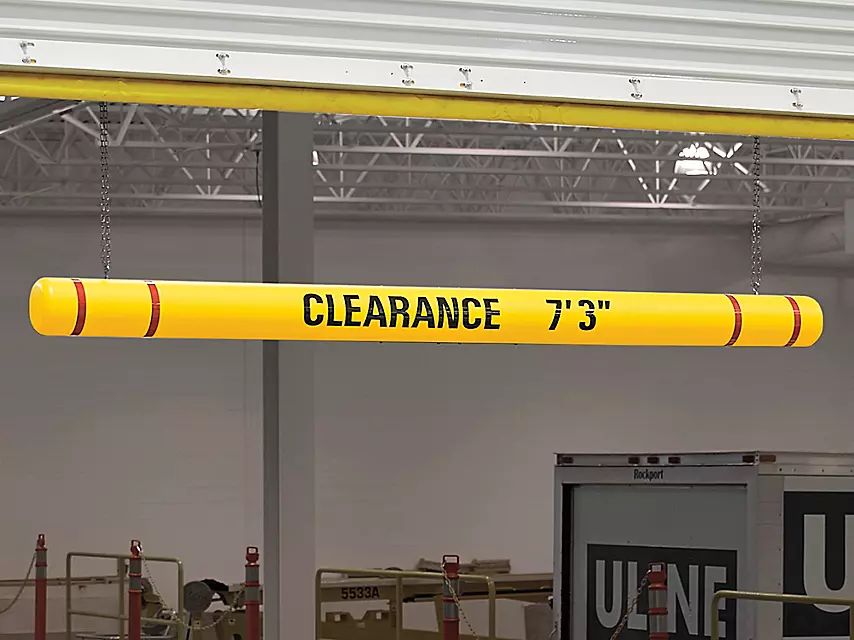 CLEARANCE 7' 3"
Rockport
ULINE
U
5533A